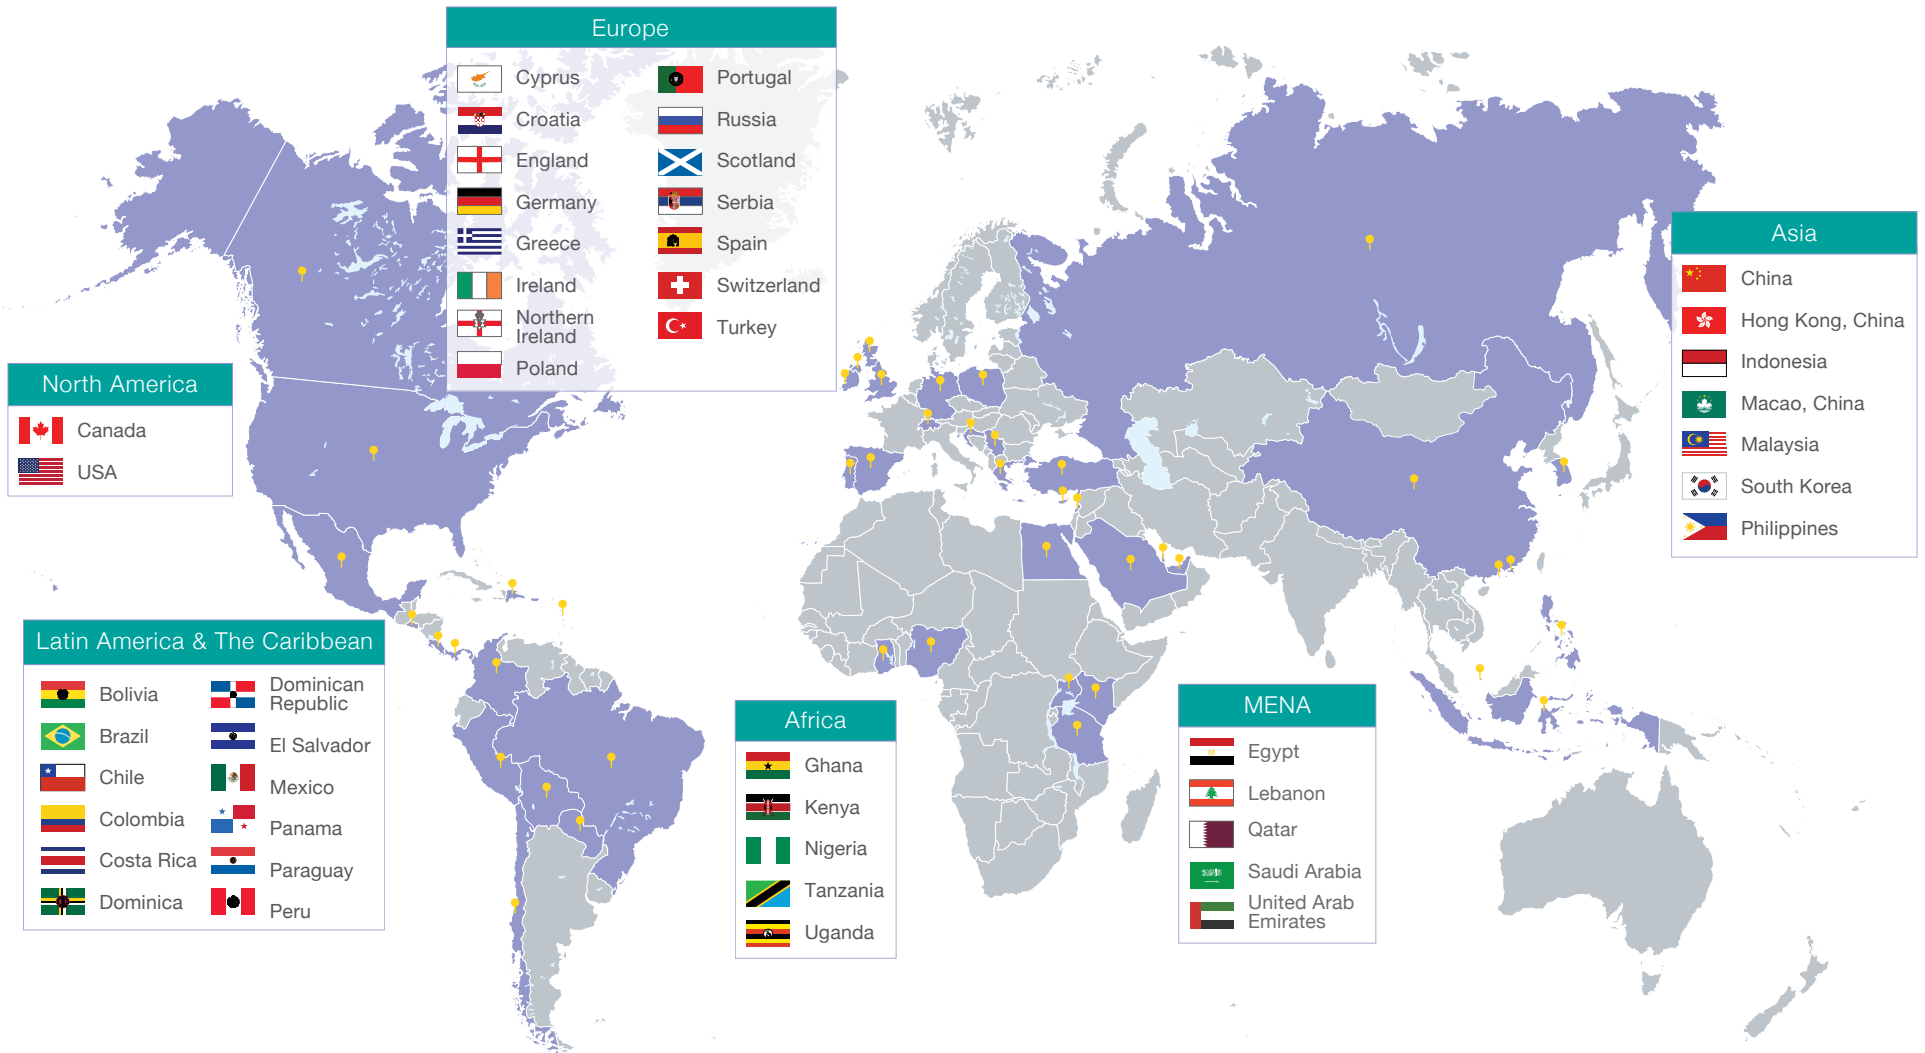 Europe
Cyprus
Croatia
England
Germany
Greece
Ireland
Northern
Ireland
Poland
Portugal
Russia
Scotland
Serbia
Spain
Switzerland
Turkey
Asia
China
Hong Kong, China
Indonesia
Macao, China
Malaysia
South Korea
Philippines
North America
Canada
USA
Latin America & The Caribbean
Bolivia
Brazil
Chile
Colombia
Costa Rica
Dominica
Dominican
Republic
El Salvador
Mexico
Panama
Paraguay
Peru
Africa
Ghana
Kenya
Nigeria
Tanzania
Uganda
MENA
Egypt
Lebanon
Qatar
Saudi Arabia
United Arab
Emirates